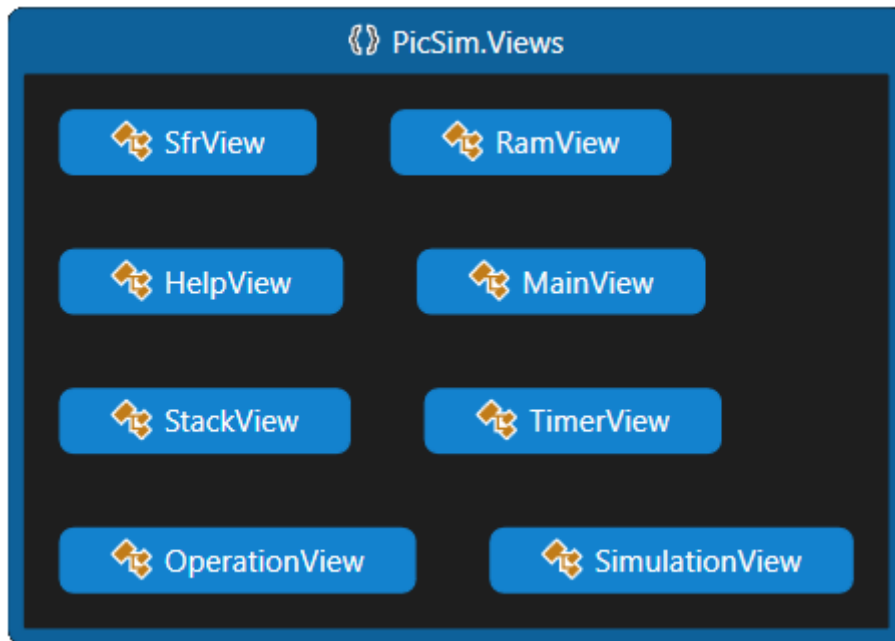 {} PicSim.Views
SfrView RamView
HelpView MainView
StackView TimerView
OperationView SimulationView